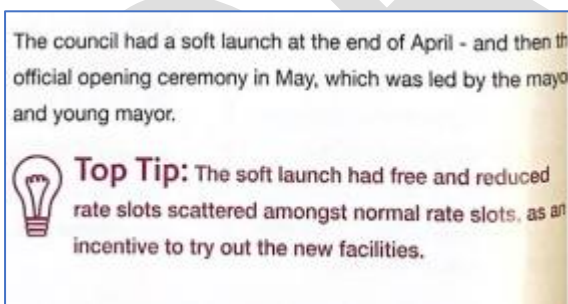 The council had a soft launch at the end of April - and then th
official opening ceremony in May, which was led by the mayo
and young mayor.
Top Tip: The soft launch had free and reduced
rate slots scattered amongst normal rate slots, as an
incentive to try out the new facilities.